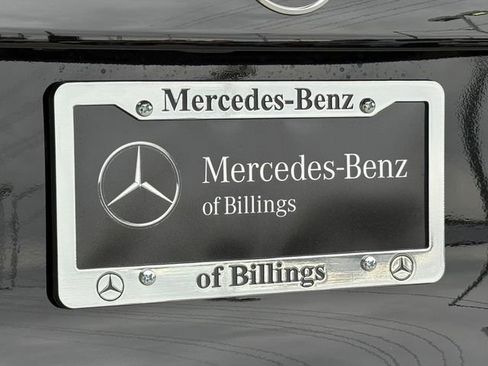 Mercedes-Benz
Mercedes-Benz
of Billings
of Billings